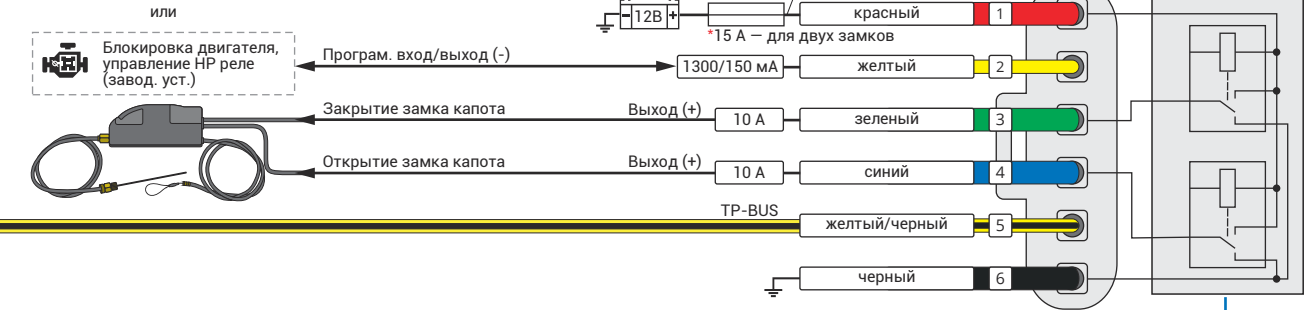 или
Блокировка двигателя,
управление НР реле
(завод. уст.)
- 12В +
красный 1
*15 А — для двух замков
Програм. вход/выход (-)
1300/150 мА желтый 2
Закрытие замка капота Выход (+) 10 А зеленый 3
Открытие замка капота Выход (+) 10 А синий 4
TP-BUS желтый/черный 5
черный 6